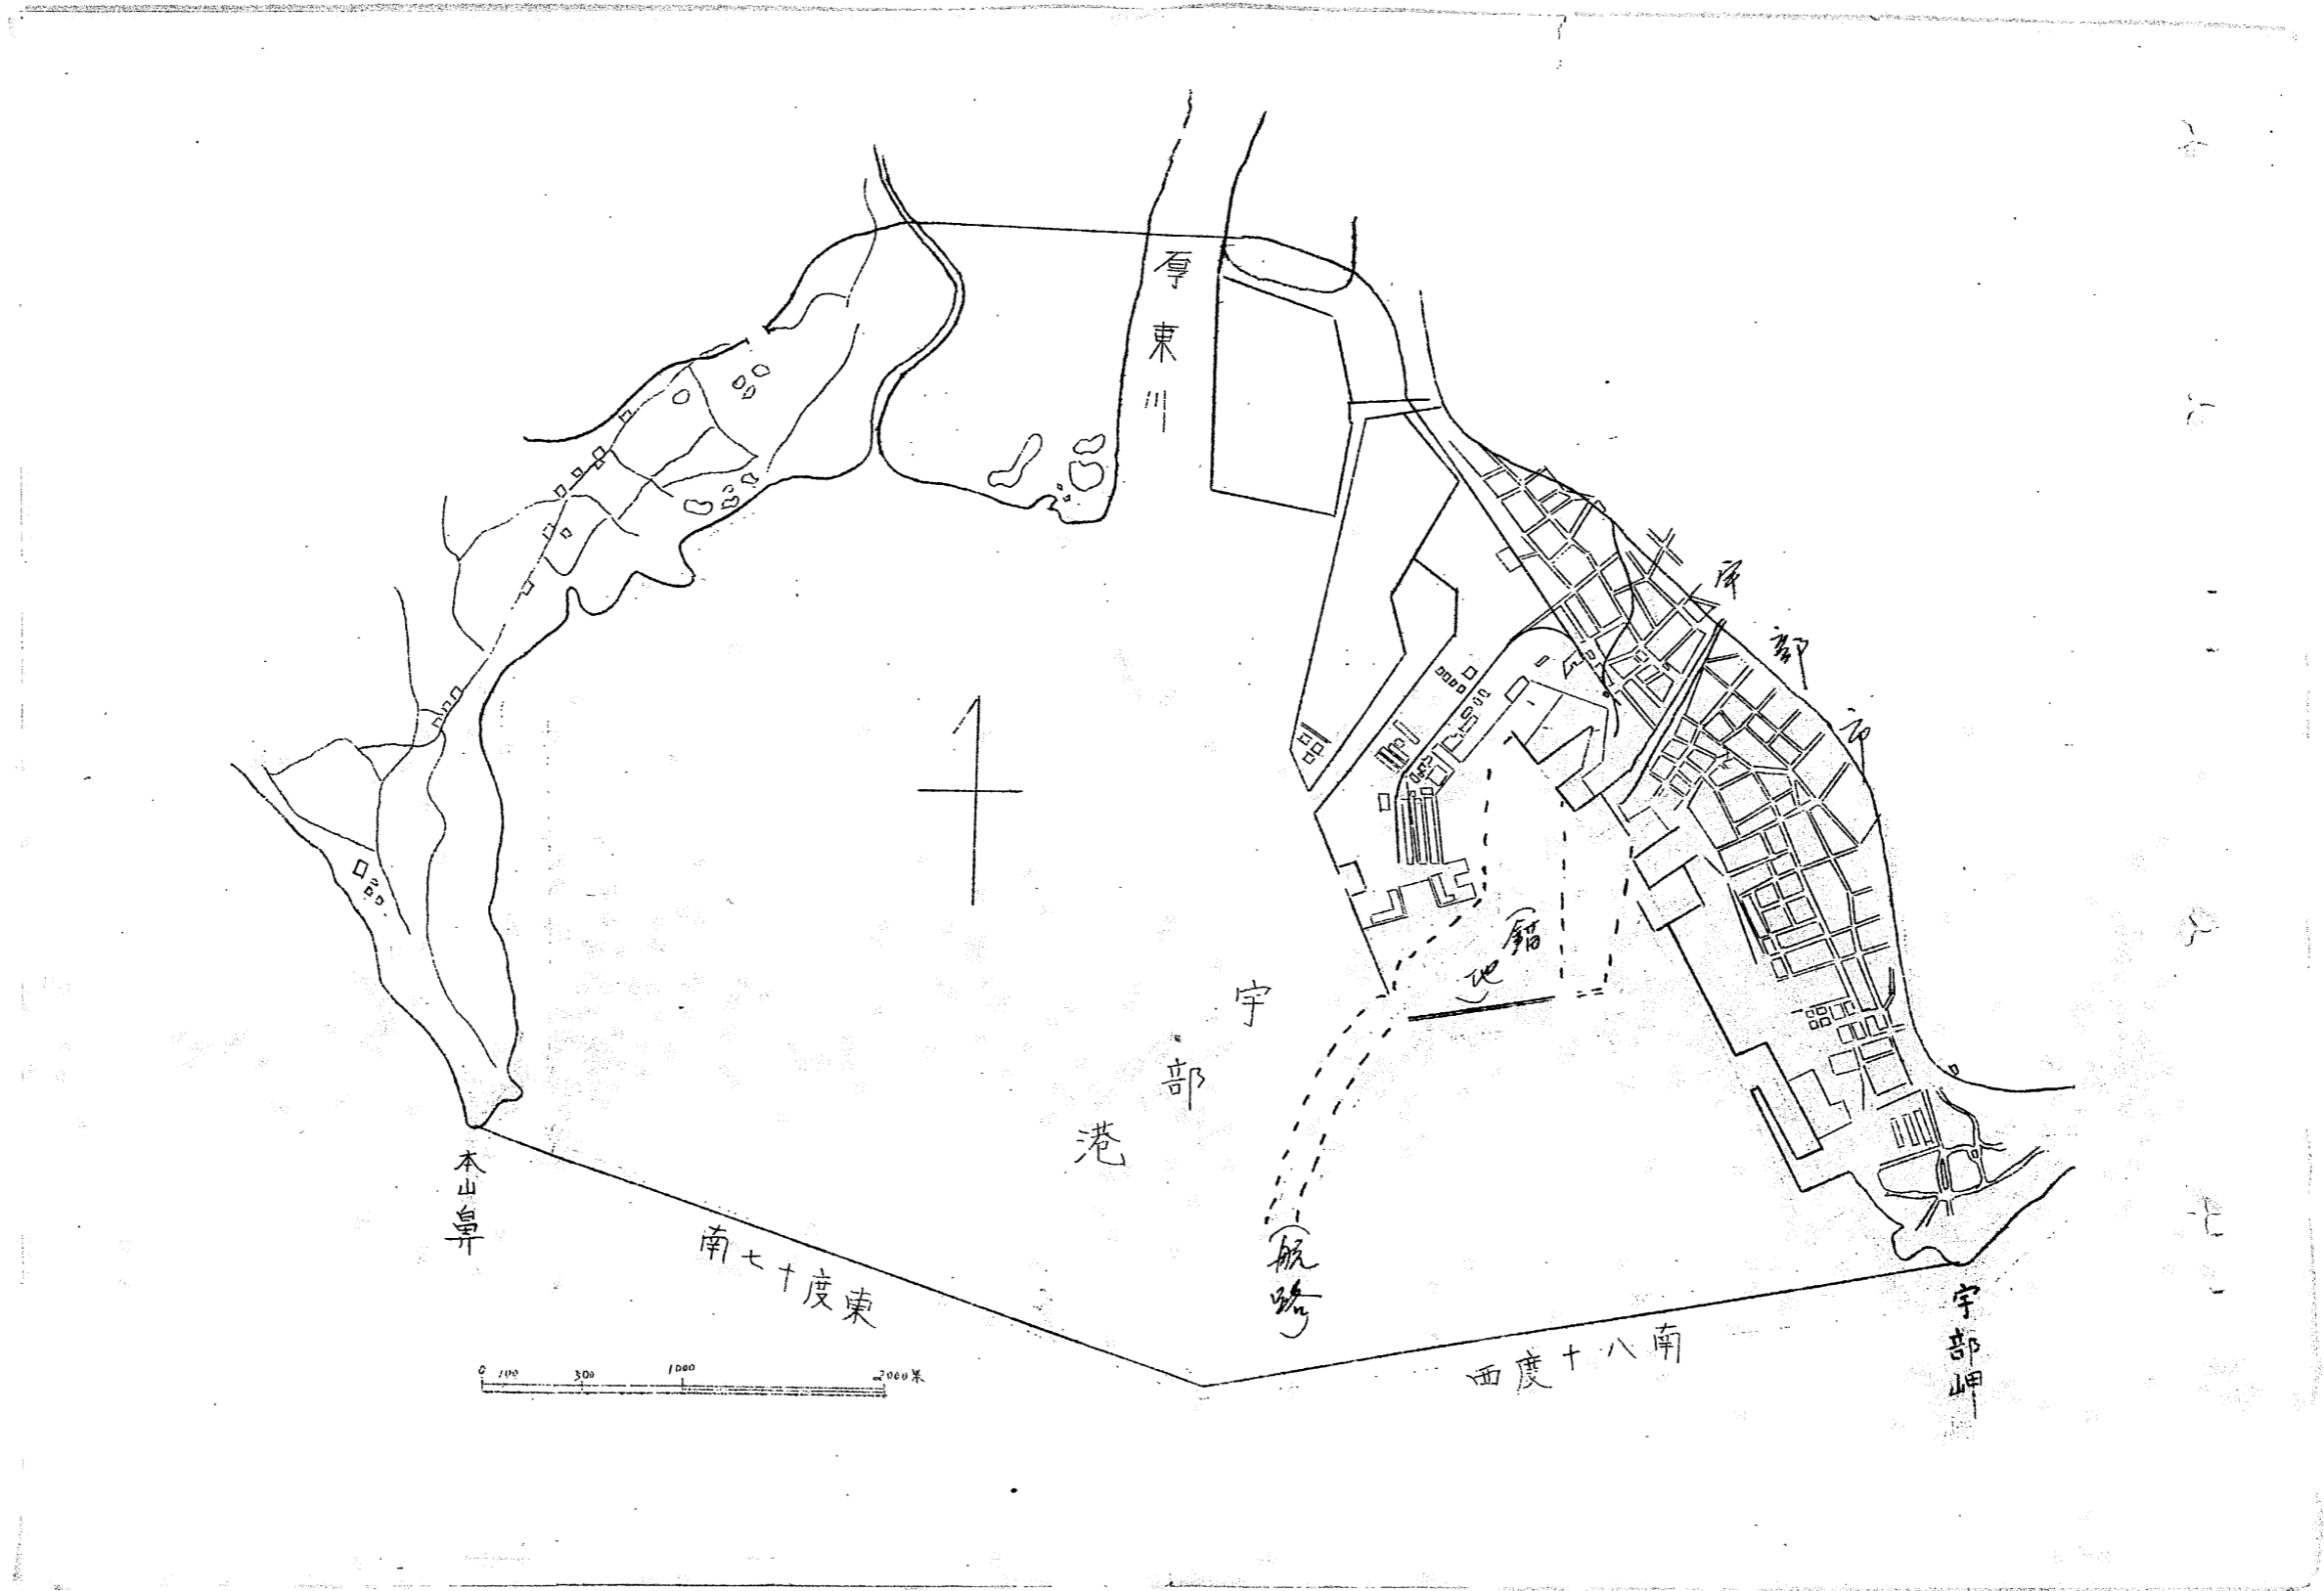 厚東川
宇部市
(錨地)
宇部港
(航路)
本山鼻
南七十度東
南八十度西
宇部岬
0 100 500 1000 2000米